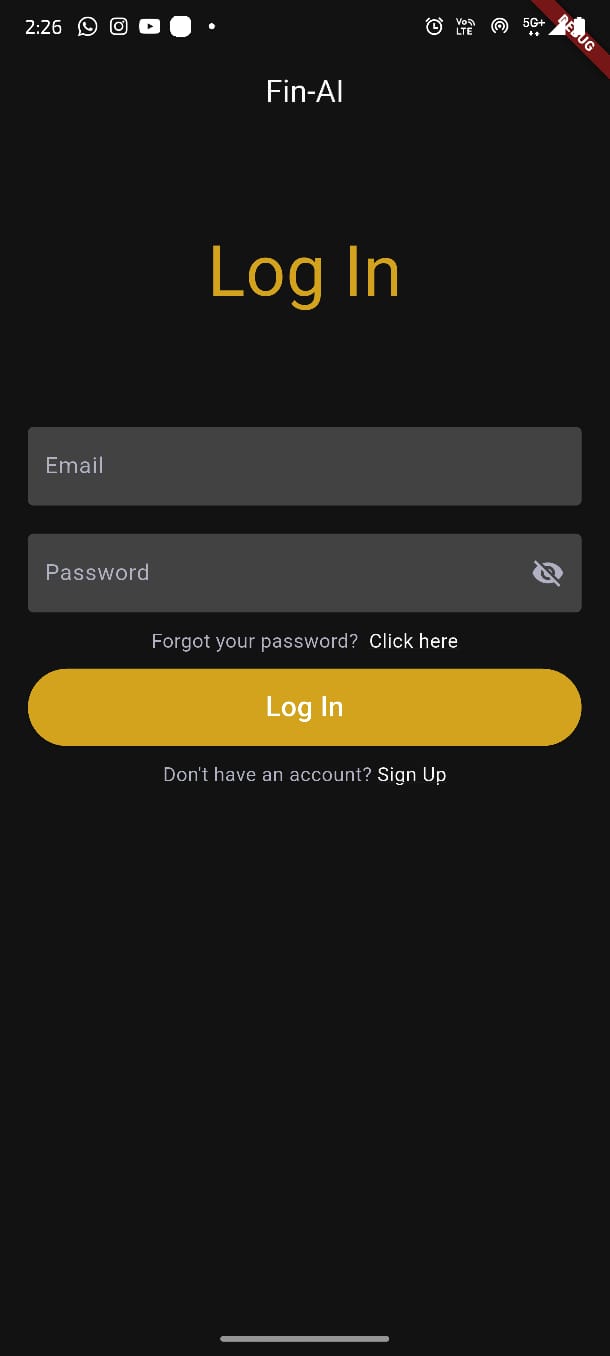 2:26
Vo) LTE 5G+
DEBUG
Fin-AI
Log In
Email
Password
Forgot your password? Click here
Log In
Don't have an account? Sign Up